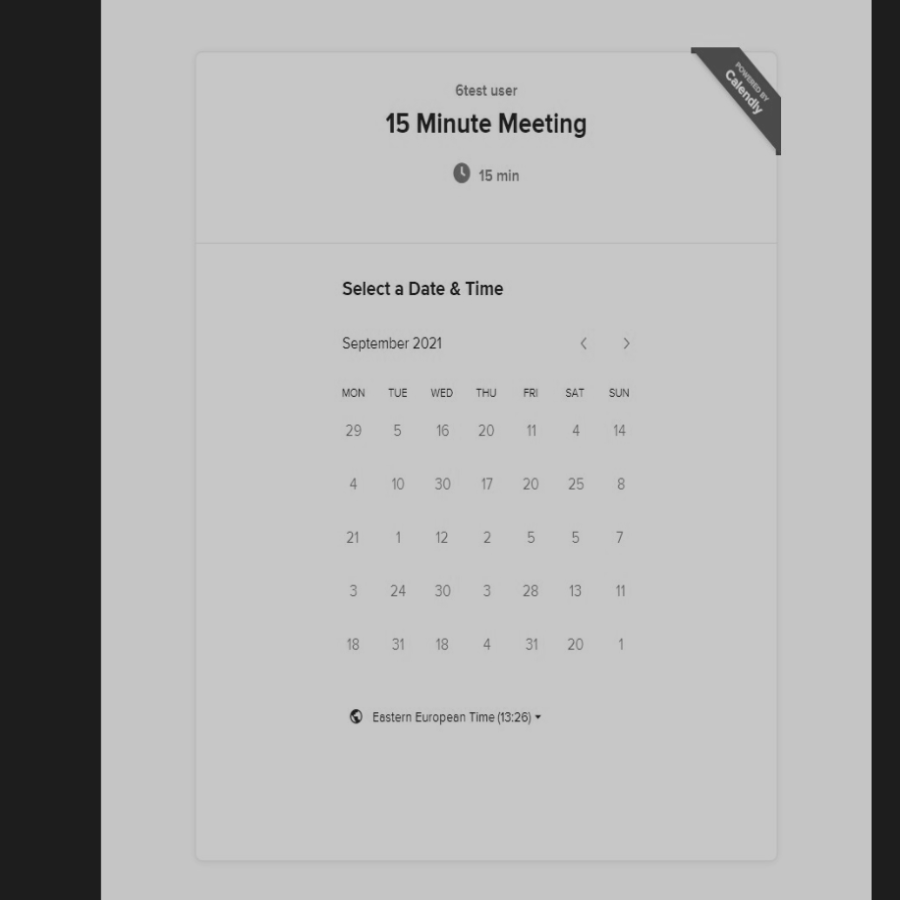 POWERED BY
Calendly
6test user
15 Minute Meeting
15 min
Select a Date & Time
September 2021
MON TUE WED THU FRI SAT SUN
29 5 16 20 11 4 14
4 10 30 17 20 25 8
21 1 12 2 5 5 7
3 24 30 3 28 13 11
18 31 18 4 31 20 1
Eastern European Time (13:26)